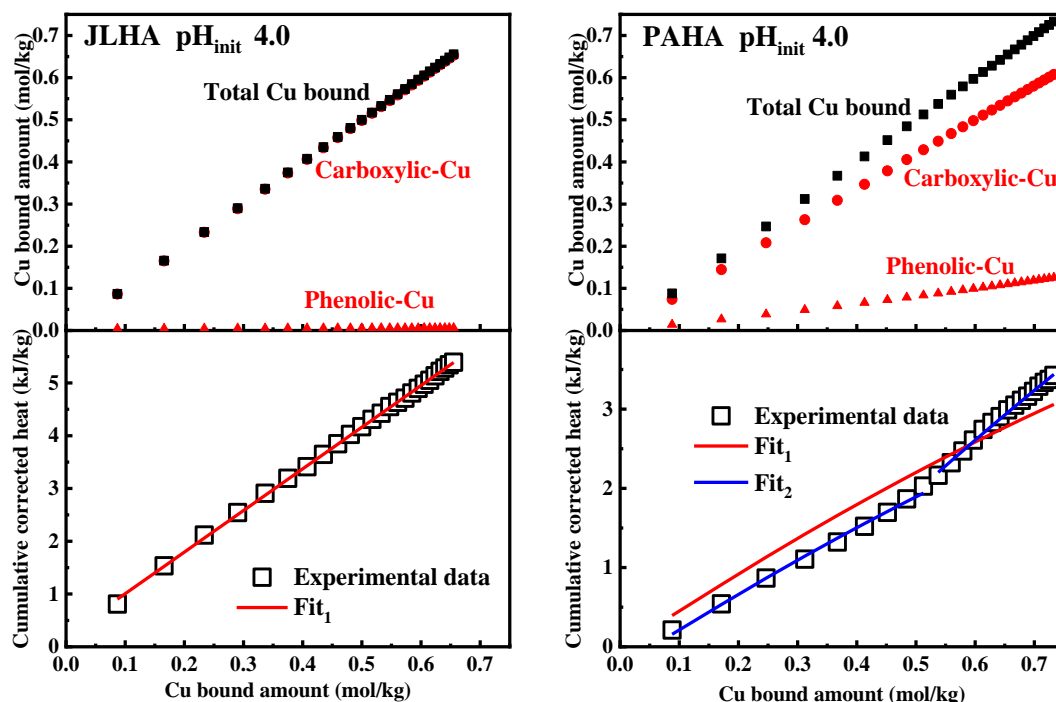 JLHA pH_init 4.0
Total Cu bound
Carboxylic-Cu
Phenolic-Cu
Cu bound amount (mol/kg)
0.7
0.6
0.5
0.4
0.3
0.2
0.1
0.0
Experimental data
Fit_1
Cumulative corrected heat (kJ/kg)
5
4
3
2
1
0
0.0 0.1 0.2 0.3 0.4 0.5 0.6 0.7
Cu bound amount (mol/kg)
PAHA pH_init 4.0
Total Cu bound
Carboxylic-Cu
Phenolic-Cu
Cu bound amount (mol/kg)
0.7
0.6
0.5
0.4
0.3
0.2
0.1
0.0
Experimental data
Fit_1
Fit_2
Cumulative corrected heat (kJ/kg)
3
2
1
0
0.0 0.1 0.2 0.3 0.4 0.5 0.6 0.7
Cu bound amount (mol/kg)